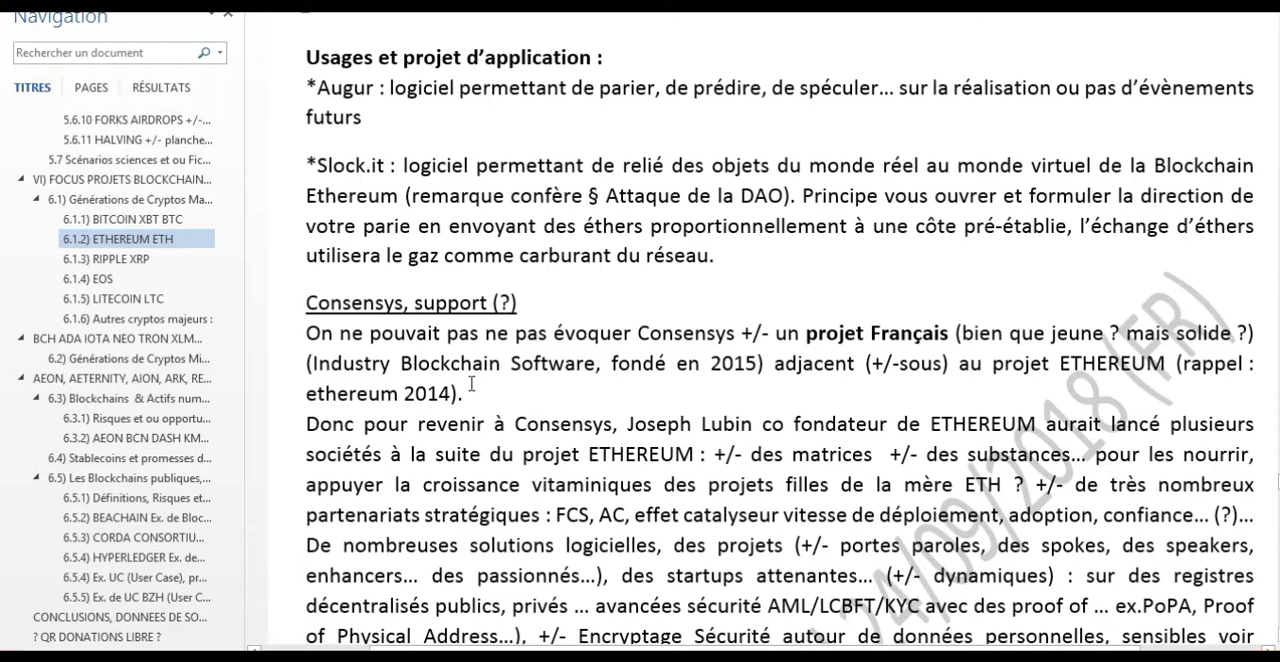 Navigation
Rechercher un document
TITRES PAGES RÉSULTATS
5.6.10 FORKS AIRDROPS +/-...
5.6.11 HALVING +/- planche...
5.7 Scénarios sciences et ou Fic...
VI) FOCUS PROJETS BLOCKCHAIN...
6.1) Générations de Cryptos Ma...
6.1.1) BITCOIN XBT BTC
6.1.2) ETHEREUM ETH
6.1.3) RIPPLE XRP
6.1.4) EOS
6.1.5) LITECOIN LTC
6.1.6) Autres cryptos majeurs :
BCH ADA IOTA NEO TRON XLM...
6.2) Générations de Cryptos Mi...
AEON, AETERNITY, AION, ARK, RE...
6.3) Blockchains & Actifs num...
6.3.1) Risques et ou opportu...
6.3.2) AEON BCN DASH KM...
6.4) Stablecoins et promesses d...
6.5) Les Blockchains publiques,...
6.5.1) Définitions, Risques et...
6.5.2) BEACHAIN Ex. de Bloc...
6.5.3) CORDA CONSORTIU...
6.5.4) HYPERLEDGER Ex. de...
6.5.4) Ex. UC (User Case), pr...
6.5.5) Ex. de UC BZH (User C...
CONCLUSIONS, DONNEES DE SO...
? QR DONATIONS LIBRE ?
Usages et projet d’application :
*Augur : logiciel permettant de parier, de prédire, de spéculer... sur la réalisation ou pas d’évènements
futurs
*Slock.it : logiciel permettant de relié des objets du monde réel au monde virtuel de la Blockchain
Ethereum (remarque confère § Attaque de la DAO). Principe vous ouvrer et formuler la direction de
votre parie en envoyant des éthers proportionnellement à une côte pré-établie, l’échange d’éthers
utilisera le gaz comme carburant du réseau.
Consensys, support (?)
On ne pouvait pas ne pas évoquer Consensys +/- un projet Français (bien que jeune ? mais solide ?)
(Industry Blockchain Software, fondé en 2015) adjacent (+/-sous) au projet ETHEREUM (rappel :
ethereum 2014).
Donc pour revenir à Consensys, Joseph Lubin co fondateur de ETHEREUM aurait lancé plusieurs
sociétés à la suite du projet ETHEREUM : +/- des matrices +/- des substances... pour les nourrir,
appuyer la croissance vitaminiques des projets filles de la mère ETH ? +/- de très nombreux
partenariats stratégiques : FCS, AC, effet catalyseur vitesse de déploiement, adoption, confiance... (?)...
De nombreuses solutions logicielles, des projets (+/- portes paroles, des spokes, des speakers,
enhancers... des passionnés...), des startups attenantes... (+/- dynamiques) : sur des registres
décentralisés publics, privés ... avancées sécurité AML/LCBFT/KYC avec des proof of ... ex.PoPA, Proof
of Physical Address...), +/- Encryptage Sécurité autour de données personnelles, sensibles voir
24/09/2018 (FR)